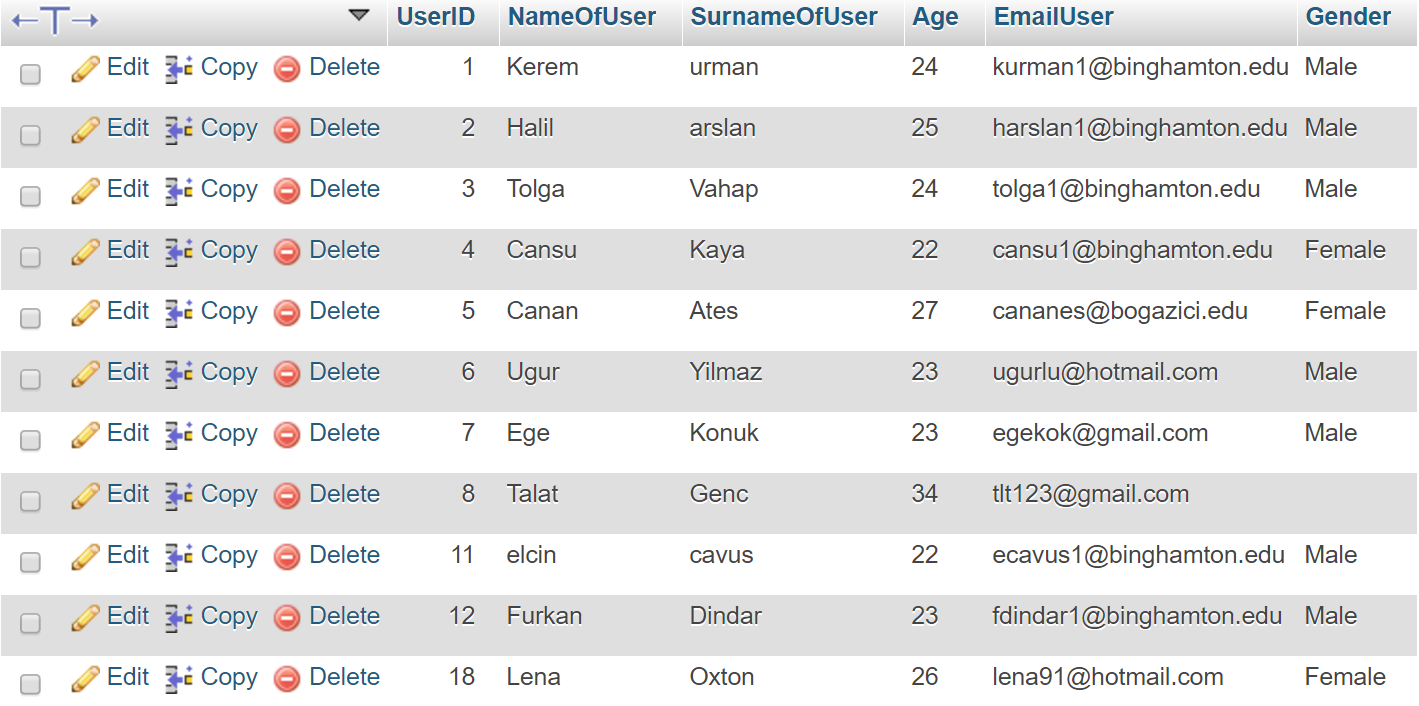 UserID NameOfUser SurnameOfUser Age EmailUser Gender
Edit Copy Delete 1 Kerem urman 24 kurman1@binghamton.edu Male
Edit Copy Delete 2 Halil arslan 25 harslan1@binghamton.edu Male
Edit Copy Delete 3 Tolga Vahap 24 tolga1@binghamton.edu Male
Edit Copy Delete 4 Cansu Kaya 22 cansu1@binghamton.edu Female
Edit Copy Delete 5 Canan Ates 27 cananes@bogazici.edu Female
Edit Copy Delete 6 Ugur Yilmaz 23 ugurlu@hotmail.com Male
Edit Copy Delete 7 Ege Konuk 23 egekok@gmail.com Male
Edit Copy Delete 8 Talat Genc 34 tlt123@gmail.com
Edit Copy Delete 11 elcin cavus 22 ecavus1@binghamton.edu Male
Edit Copy Delete 12 Furkan Dindar 23 fdindar1@binghamton.edu Male
Edit Copy Delete 18 Lena Oxton 26 lena91@hotmail.com Female